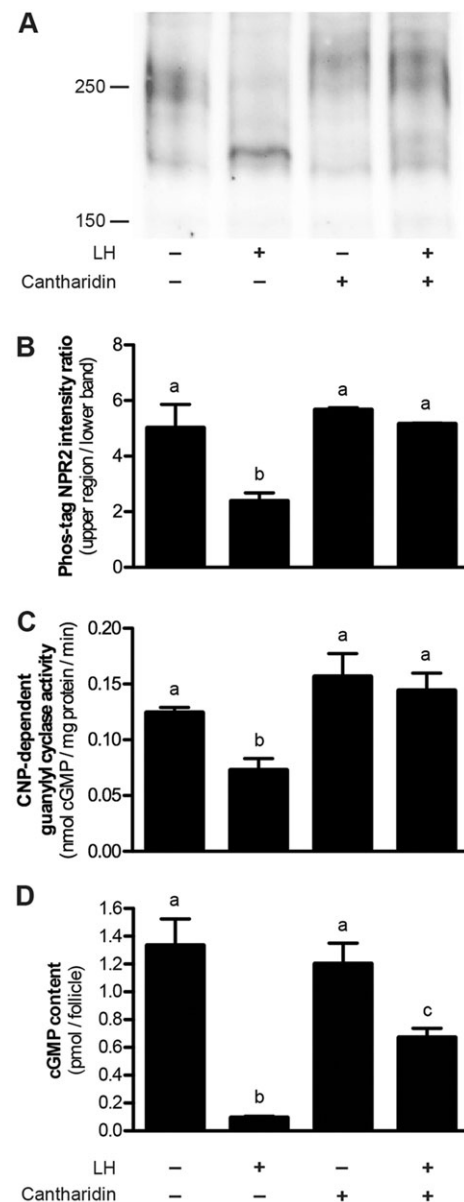 A
250 —
150 —
LH – + – +
Cantharidin – – + +
B
Phos-tag NPR2 intensity ratio
(upper region / lower band)
8
6
4
2
0
a b a a
C
CNP-dependent
guanylyl cyclase activity
(nmol cGMP / mg protein / min)
0.20
0.15
0.10
0.05
0.00
a b a a
D
cGMP content
(pmol / follicle)
1.6
1.4
1.2
1.0
0.8
0.6
0.4
0.2
0
a b a c
LH – + – +
Cantharidin – – + +